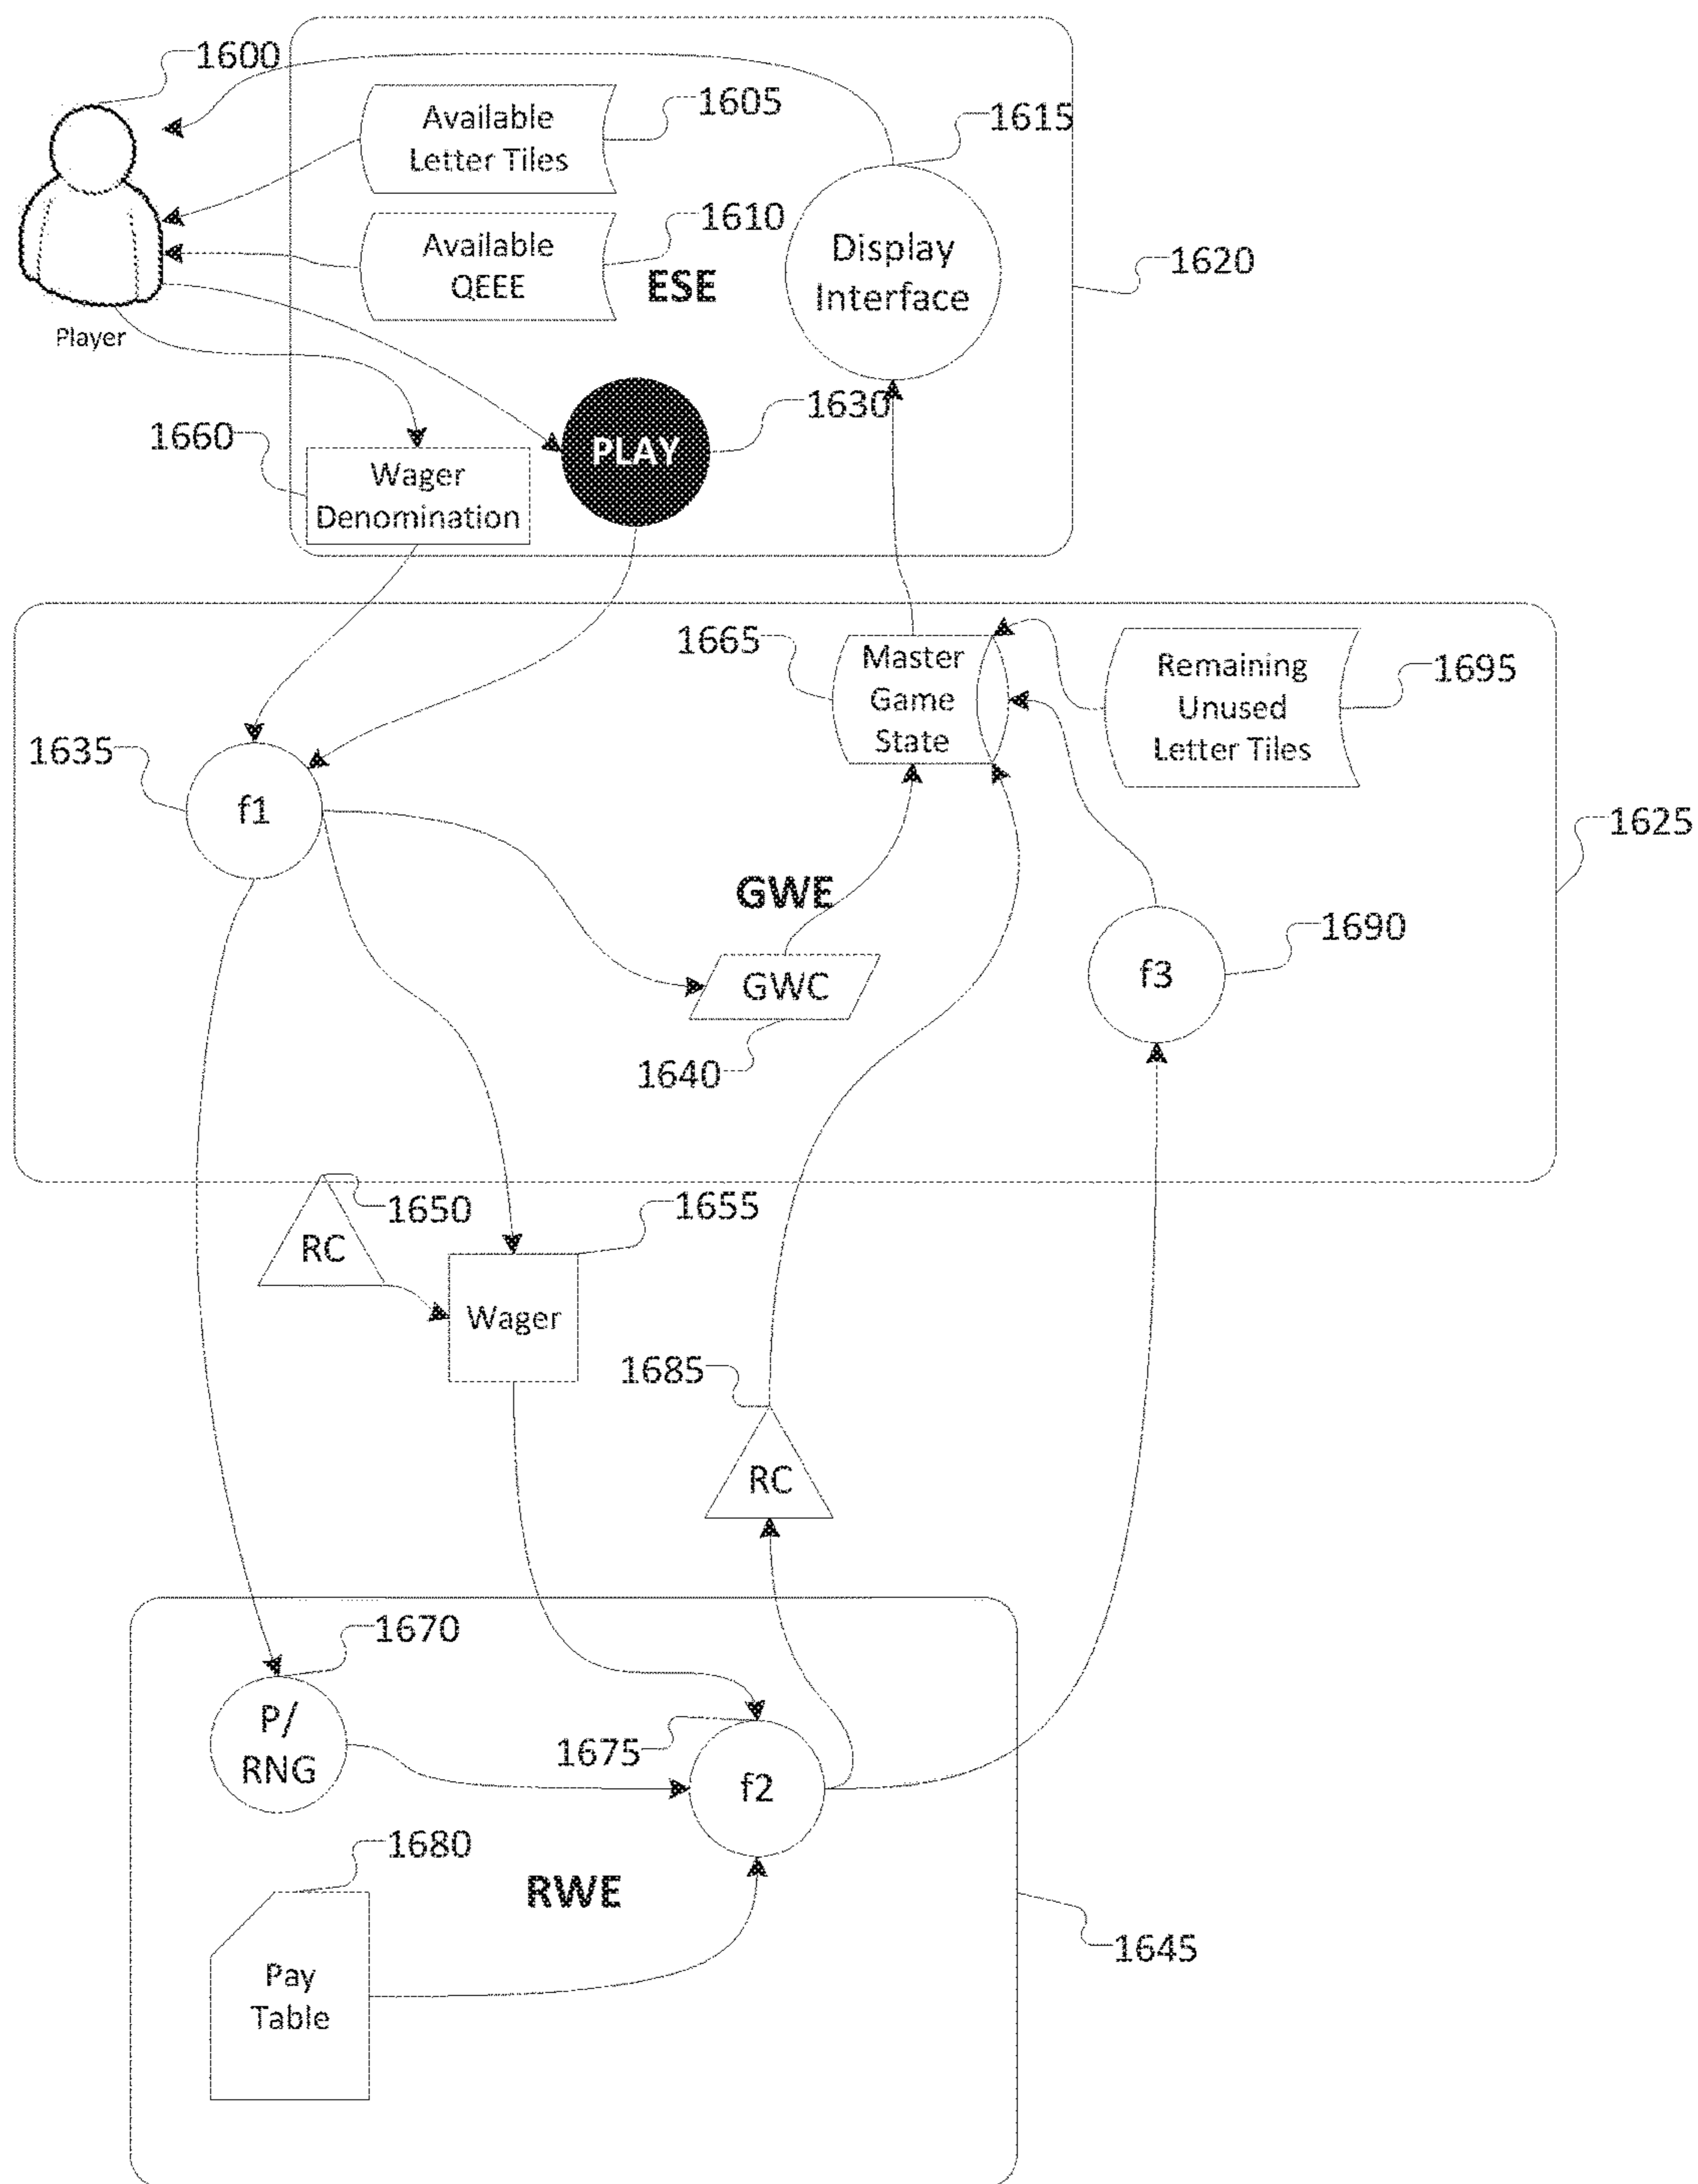 1600
Available
Letter Tiles
1605
1615
Available
QEEE
1610
ESE
Display
Interface
1620
Player
1660
Wager
Denomination
PLAY
1630
1665
Master
Game
State
Remaining
Unused
Letter Tiles
1695
1635
f1
1625
GWE
GWC
1640
f3
1690
RC
1650
Wager
1655
1685
RC
1670
P/
RNG
1675
f2
1680
RWE
Pay
Table
1645